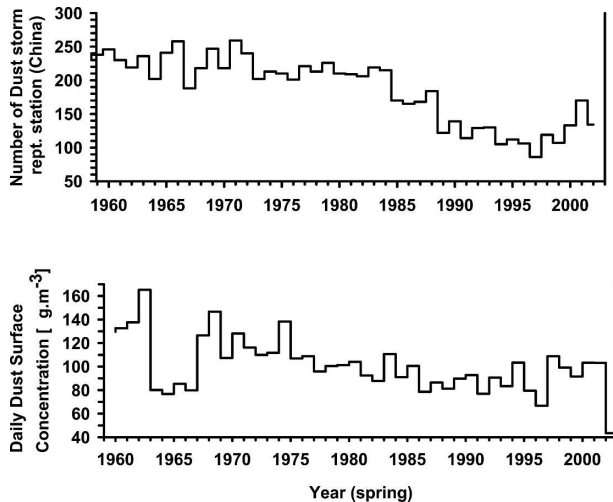 Number of Dust storm
rept. station (China)
300
250
200
150
100
50
1960 1965 1970 1975 1980 1985 1990 1995 2000
Daily Dust Surface
Concentration [ g.m-3]
160
140
120
100
80
60
40
1960 1965 1970 1975 1980 1985 1990 1995 2000
Year (spring)